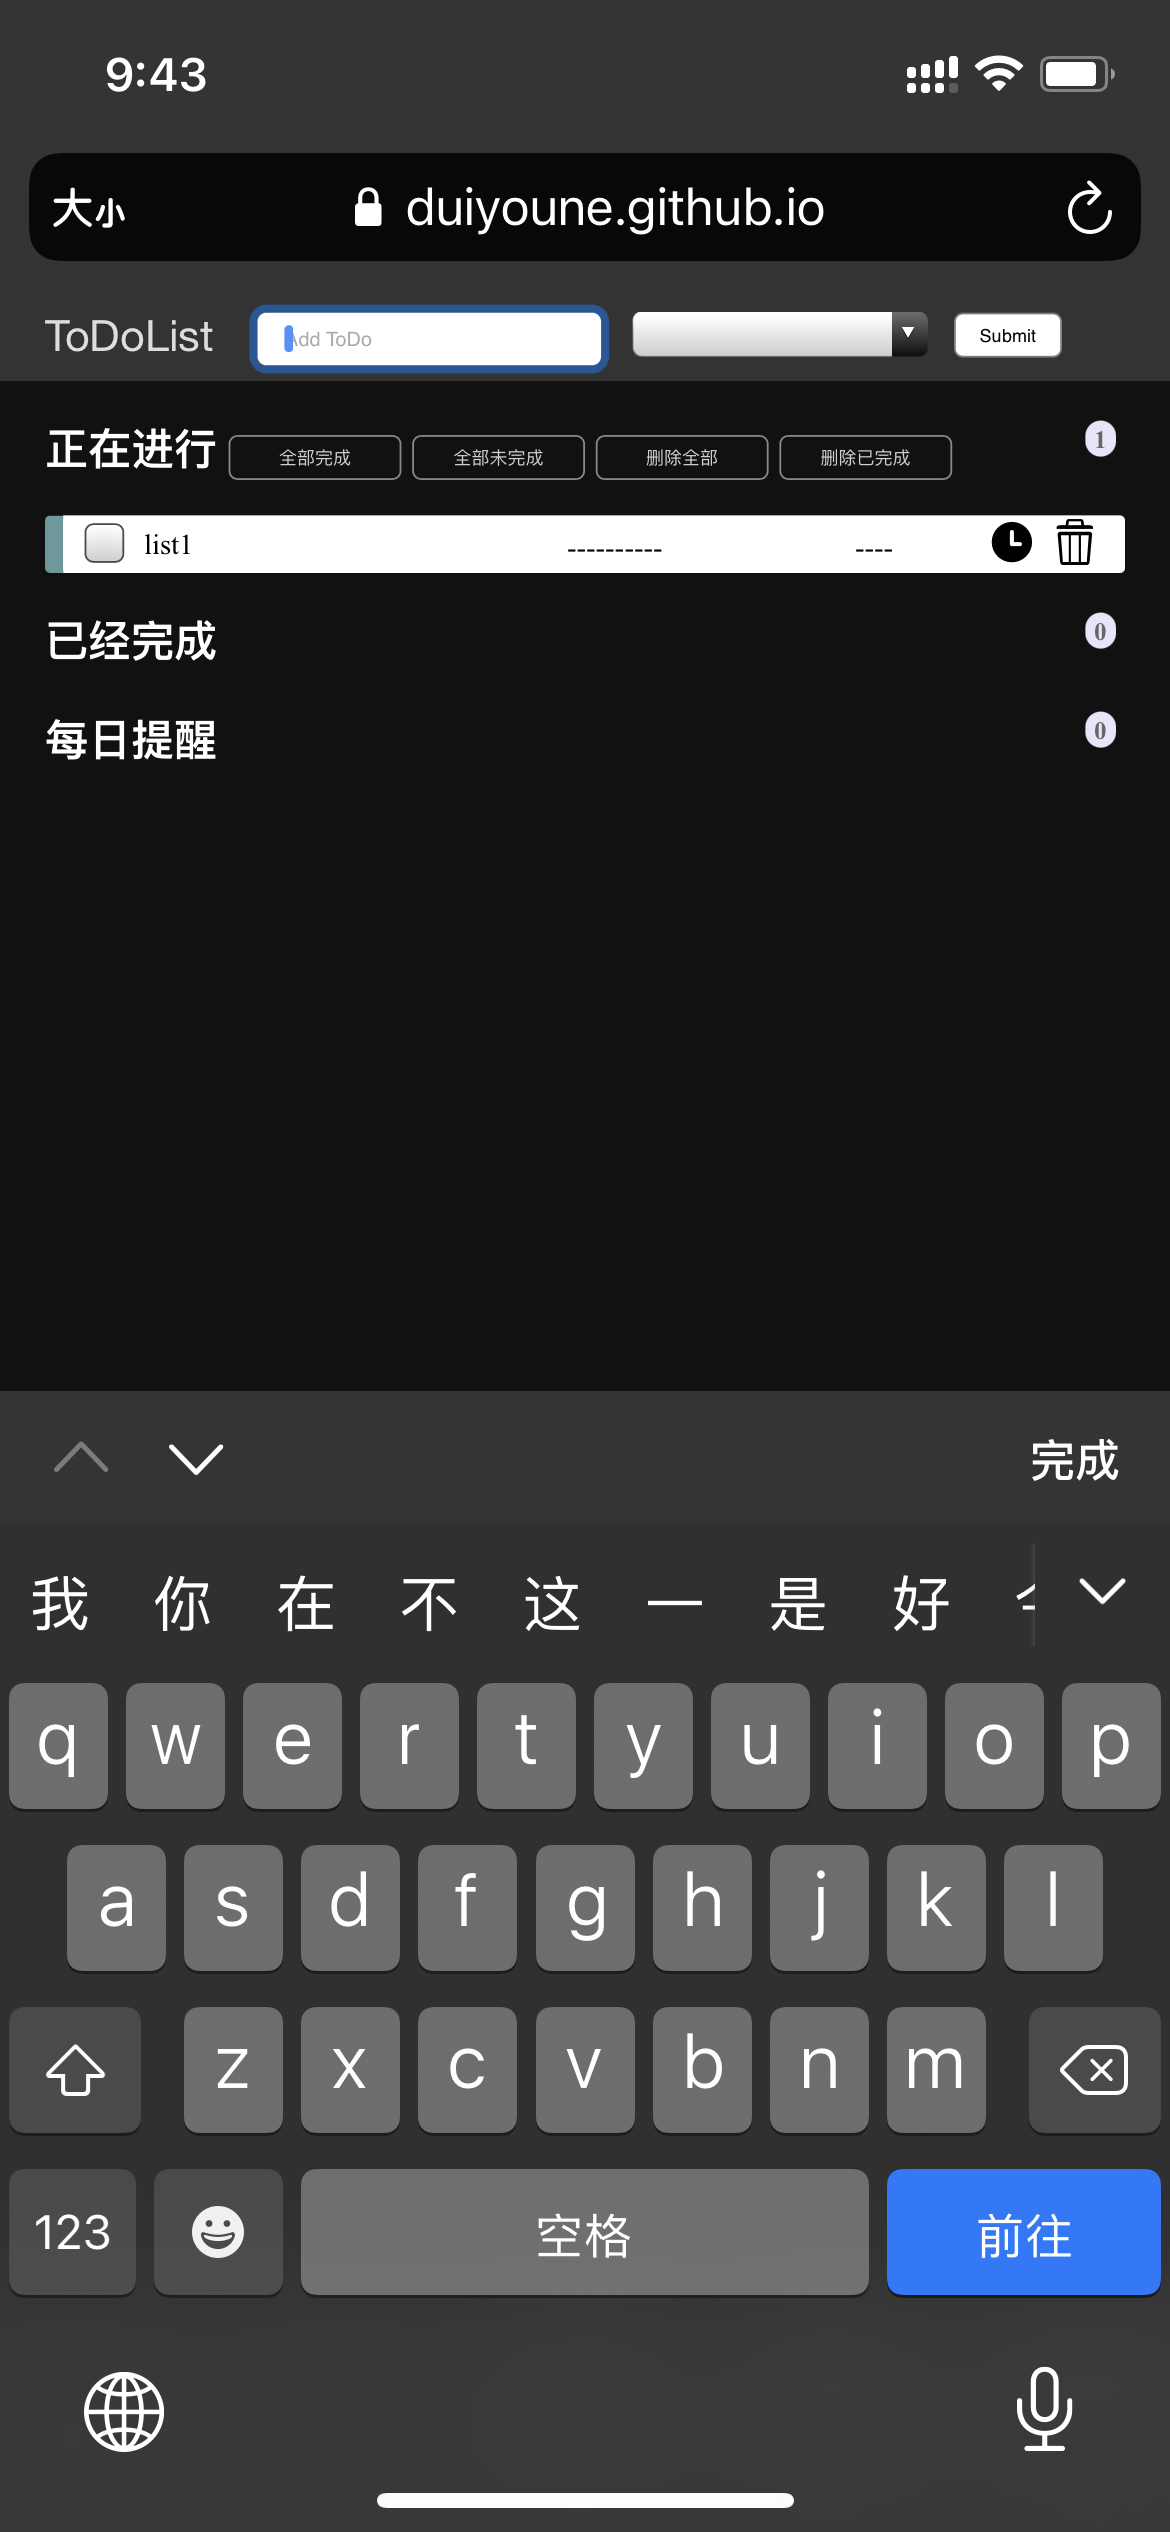 9:43
大小 duiyoune.github.io
ToDoList Add ToDo Submit
正在进行 全部完成 全部未完成 删除全部 删除已完成 1
list1 ---------- ----
已经完成 0
每日提醒 0
完成
我 你 在 不 这 一 是 好
q w e r t y u i o p
a s d f g h j k l
z x c v b n m
123 空格 前往